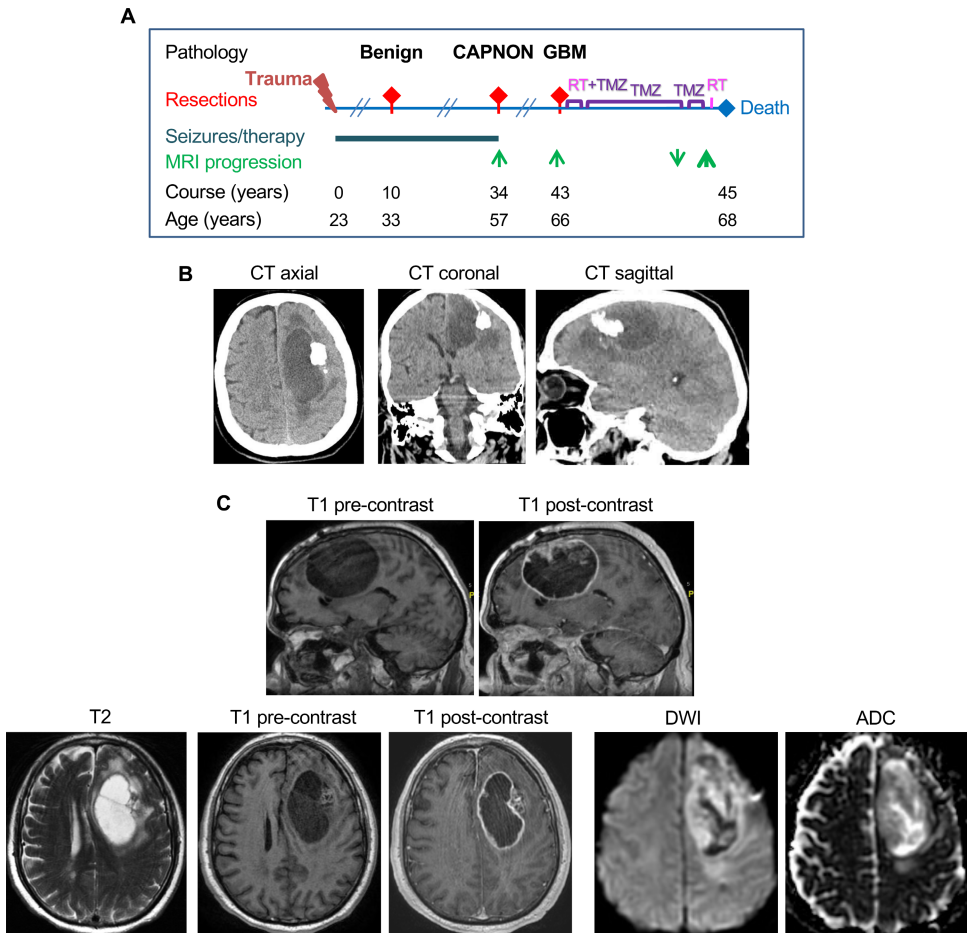 A
Pathology Benign CAPNON GBM
Trauma
RT+TMZ TMZ TMZ RT
Resections Death
Seizures/therapy
MRI progression
Course (years) 0 10 34 43 45
Age (years) 23 33 57 66 68
B
CT axial CT coronal CT sagittal
C
T1 pre-contrast T1 post-contrast
S S
P P
T2 T1 pre-contrast T1 post-contrast DWI ADC